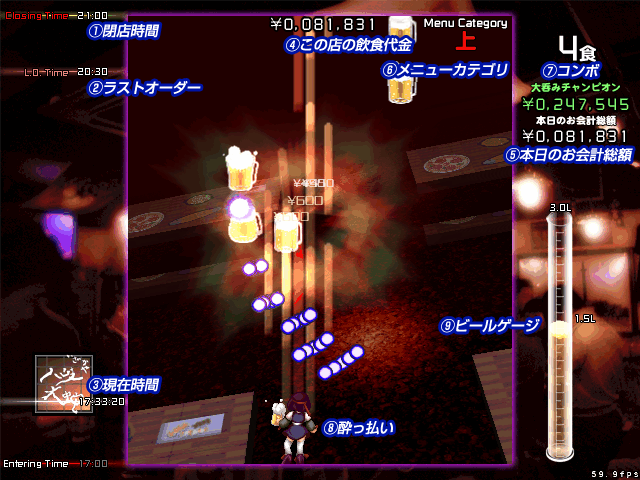 Closing Time 21:00
①閉店時間
L.O. Time 20:30
②ラストオーダー
¥0,081,831
④この店の飲食代金
Menu Category
上
⑥メニューカテゴリ
4食
⑦コンボ
大呑みチャンピオン
¥0,247,545
本日のお会計総額
¥0,081,831
⑤本日のお会計総額
3.0L
1.5L
⑨ビールゲージ
③現在時間
17:33:20
⑧酔っ払い
Entering Time 17:00
59.9fps